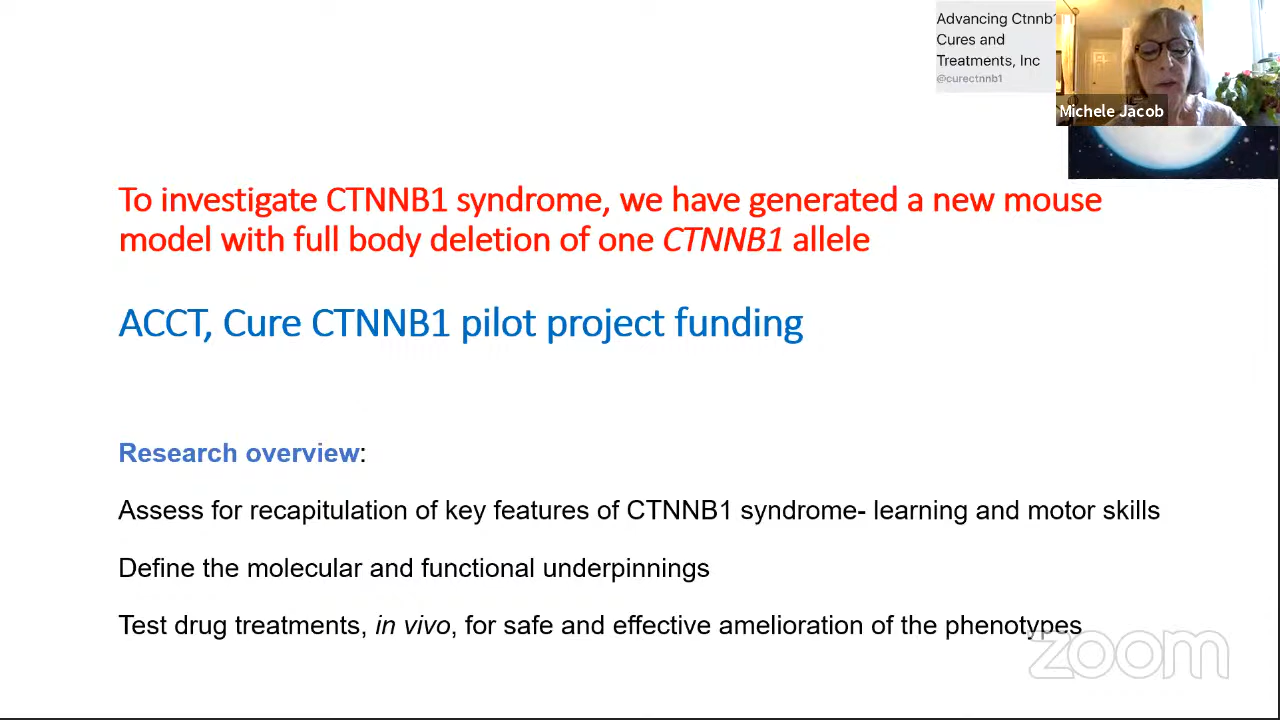 Advancing Ctnnb1
Cures and
Treatments, Inc
@curectnnb1
Michele Jacob
To investigate CTNNB1 syndrome, we have generated a new mouse
model with full body deletion of one CTNNB1 allele
ACCT, Cure CTNNB1 pilot project funding
Research overview:
Assess for recapitulation of key features of CTNNB1 syndrome- learning and motor skills
Define the molecular and functional underpinnings
Test drug treatments, in vivo, for safe and effective amelioration of the phenotypes
zoom